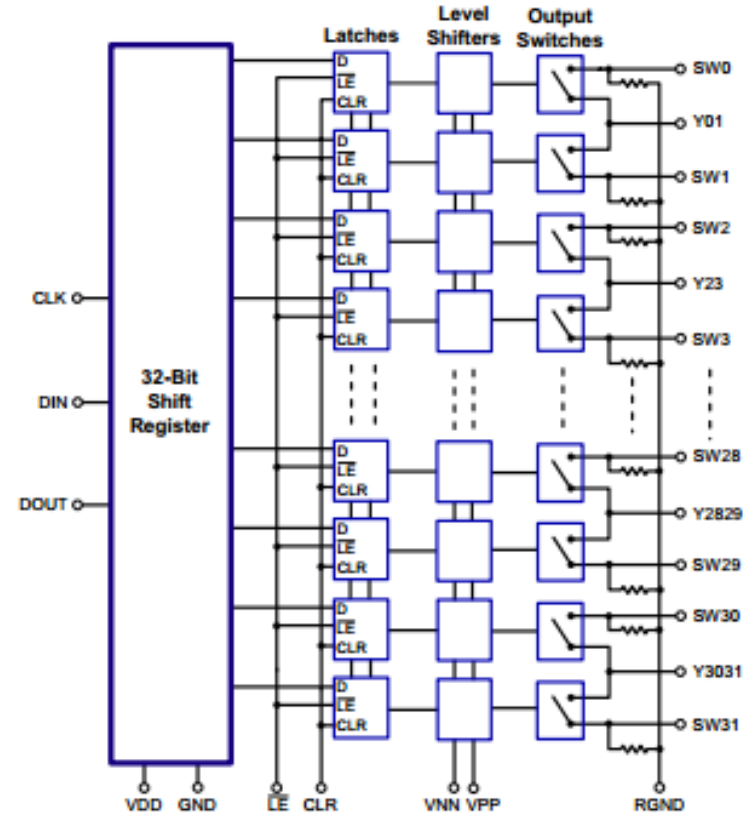 Latches
Level
Shifters
Output
Switches
32-Bit
Shift
Register
CLK
DIN
DOUT
D
LE
CLR
D
LE
CLR
D
LE
CLR
D
LE
CLR
D
LE
CLR
D
LE
CLR
D
LE
CLR
D
LE
CLR
SW0
Y01
SW1
SW2
Y23
SW3
SW28
Y2829
SW29
SW30
Y3031
SW31
VDD GND LE CLR VNN VPP RGND